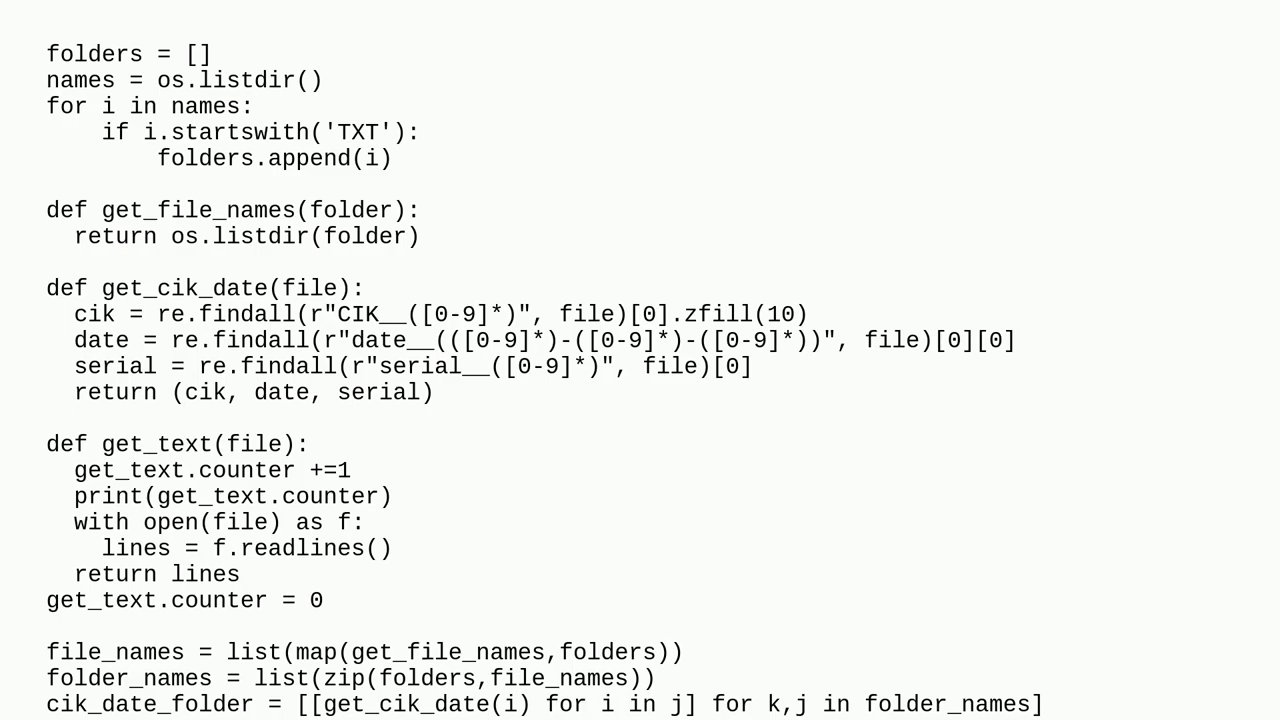 folders = []
names = os.listdir()
for i in names:
    if i.startswith('TXT'):
        folders.append(i)

def get_file_names(folder):
  return os.listdir(folder)

def get_cik_date(file):
  cik = re.findall(r"CIK__([0-9]*)", file)[0].zfill(10)
  date = re.findall(r"date__(([0-9]*)-([0-9]*)-([0-9]*))", file)[0][0]
  serial = re.findall(r"serial__([0-9]*)", file)[0]
  return (cik, date, serial)

def get_text(file):
  get_text.counter +=1
  print(get_text.counter)
  with open(file) as f:
    lines = f.readlines()
  return lines
get_text.counter = 0

file_names = list(map(get_file_names,folders))
folder_names = list(zip(folders,file_names))
cik_date_folder = [[get_cik_date(i) for i in j] for k,j in folder_names]